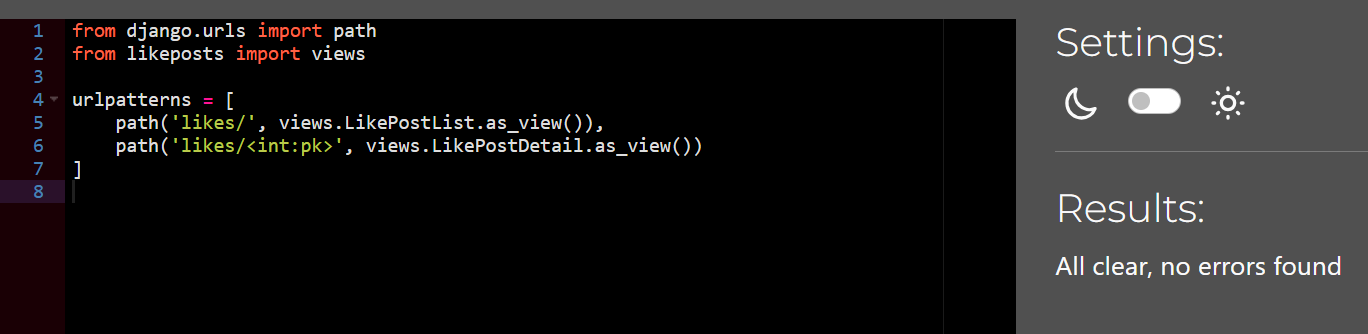 1 from django.urls import path
2 from likeposts import views
3
4 urlpatterns = [
5     path('likes/', views.LikePostList.as_view()),
6     path('likes/<int:pk>', views.LikePostDetail.as_view())
7 ]
8
Settings:
Results:
All clear, no errors found